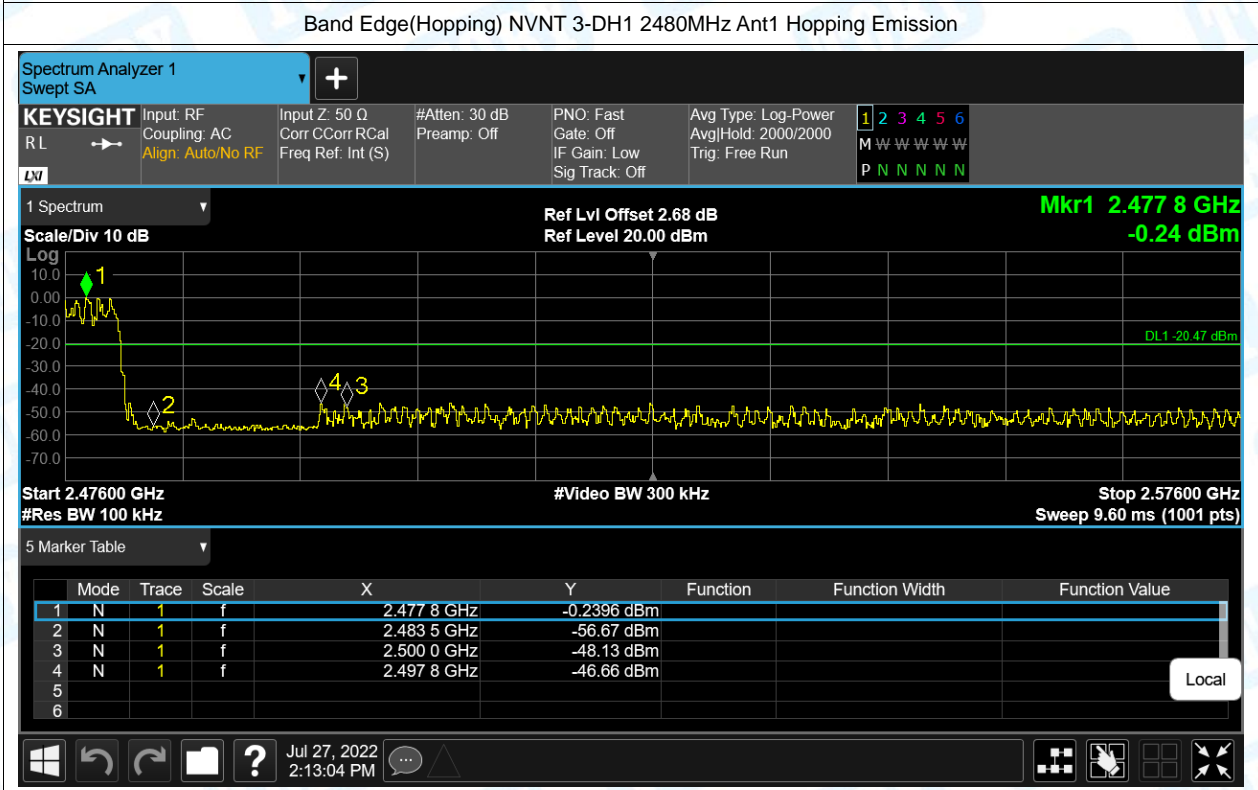 Band Edge(Hopping) NVNT 3-DH1 2480MHz Ant1 Hopping Emission
Spectrum Analyzer 1
Swept SA
+
KEYSIGHT
R L
LXI
Input: RF
Coupling: AC
Align: Auto/No RF
Input Z: 50 Ω
Corr CCorr RCal
Freq Ref: Int (S)
#Atten: 30 dB
Preamp: Off
PNO: Fast
Gate: Off
IF Gain: Low
Sig Track: Off
Avg Type: Log-Power
Avg|Hold: 2000/2000
Trig: Free Run
1 2 3 4 5 6
M W W W W W
P N N N N N
1 Spectrum
Scale/Div 10 dB
Ref Lvl Offset 2.68 dB
Ref Level 20.00 dBm
Mkr1 2.477 8 GHz
-0.24 dBm
Log
10.0
0.00
-10.0
-20.0
-30.0
-40.0
-50.0
-60.0
-70.0
1
2
4
3
DL1 -20.47 dBm
Start 2.47600 GHz
#Video BW 300 kHz
Stop 2.57600 GHz
#Res BW 100 kHz
Sweep 9.60 ms (1001 pts)
5 Marker Table
Mode Trace Scale X Y Function Function Width Function Value
1 N 1 f 2.477 8 GHz -0.2396 dBm
2 N 1 f 2.483 5 GHz -56.67 dBm
3 N 1 f 2.500 0 GHz -48.13 dBm
4 N 1 f 2.497 8 GHz -46.66 dBm
5
6
Local
?
Jul 27, 2022
2:13:04 PM